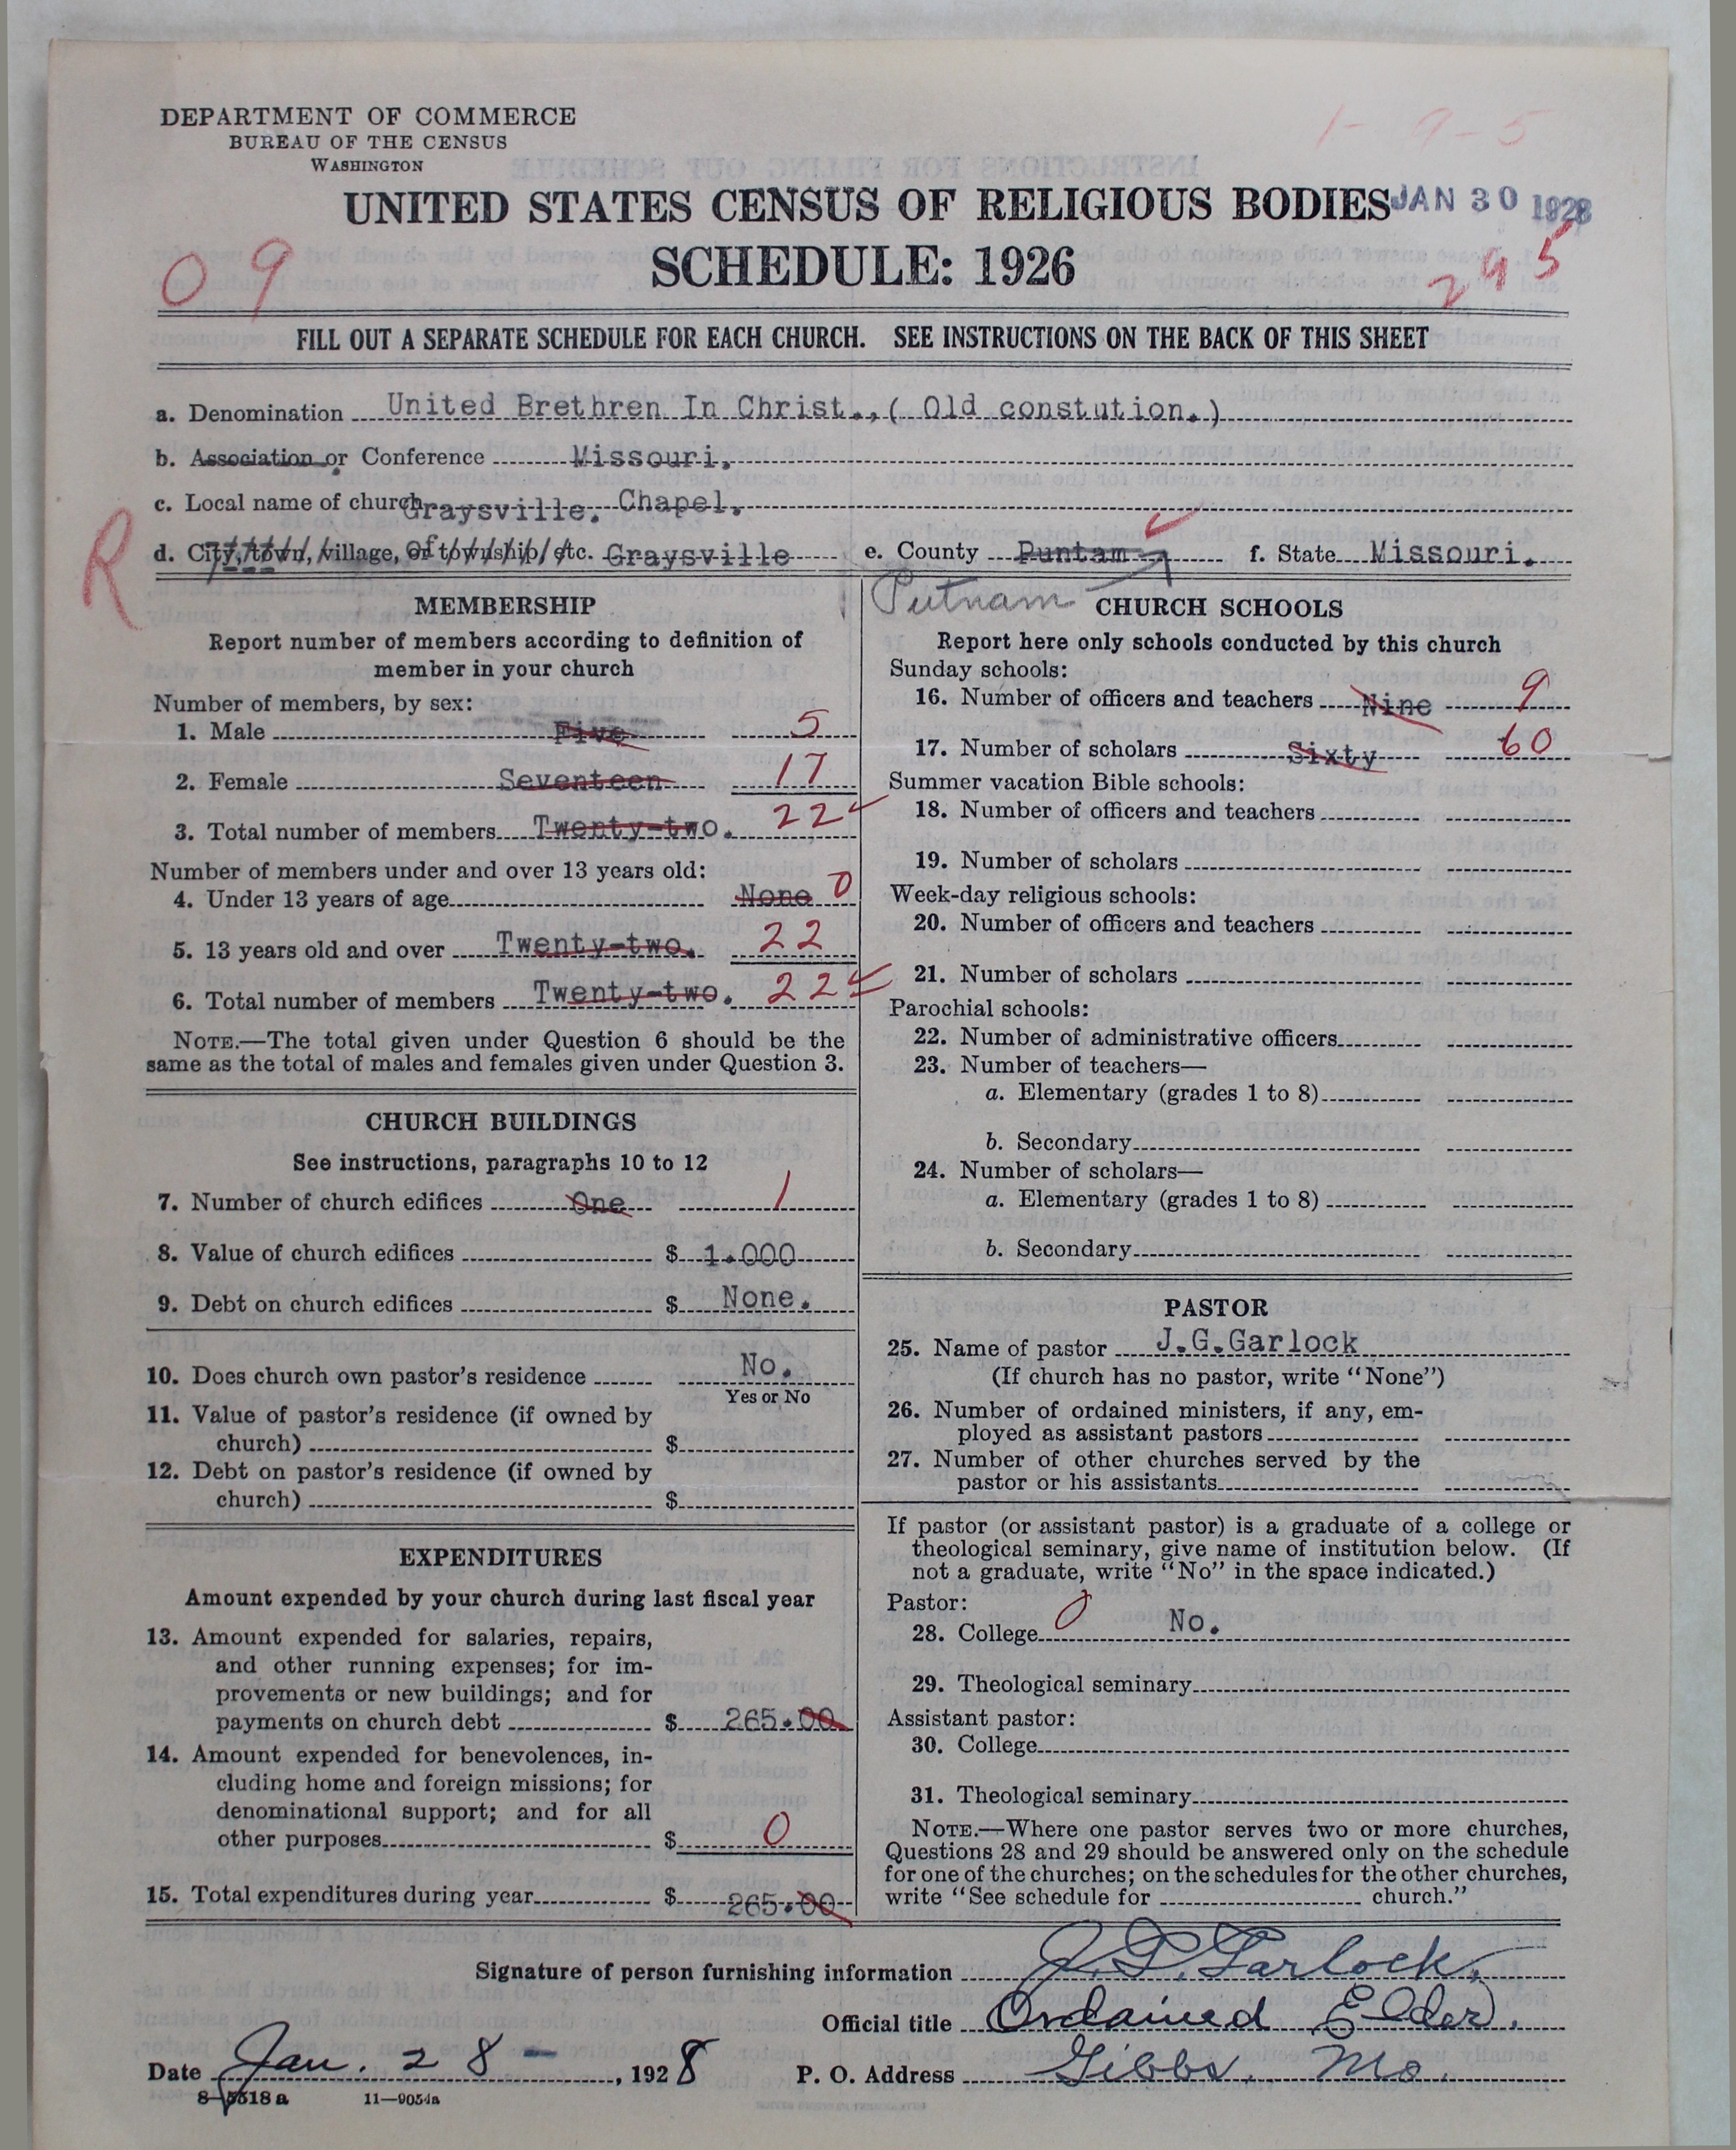 DEPARTMENT OF COMMERCE
BUREAU OF THE CENSUS
WASHINGTON
1-9-5
UNITED STATES CENSUS OF RELIGIOUS BODIES
JAN 30 1928
SCHEDULE: 1926
09
295
FILL OUT A SEPARATE SCHEDULE FOR EACH CHURCH. SEE INSTRUCTIONS ON THE BACK OF THIS SHEET
a. Denomination United Brethren In Christ.,( Old constution.)
b. Association or Conference Missouri.
c. Local name of church Graysville. Chapel.
d. City, town, village, or township, etc. Graysville e. County Puntam f. State Missouri.
R
Putnam
MEMBERSHIP
Report number of members according to definition of
member in your church
Number of members, by sex:
1. Male Five 5
2. Female Seventeen 17
3. Total number of members Twenty-two. 22
Number of members under and over 13 years old:
4. Under 13 years of age None 0
5. 13 years old and over Twenty-two. 22
6. Total number of members Twenty-two. 22
NOTE.—The total given under Question 6 should be the
same as the total of males and females given under Question 3.
CHURCH BUILDINGS
See instructions, paragraphs 10 to 12
7. Number of church edifices One 1
8. Value of church edifices $ 1.000
9. Debt on church edifices $ None.
10. Does church own pastor's residence No.
Yes or No
11. Value of pastor's residence (if owned by
church) $
12. Debt on pastor's residence (if owned by
church) $
EXPENDITURES
Amount expended by your church during last fiscal year
13. Amount expended for salaries, repairs,
and other running expenses; for im-
provements or new buildings; and for
payments on church debt $ 265.00
14. Amount expended for benevolences, in-
cluding home and foreign missions; for
denominational support; and for all
other purposes $ 0
15. Total expenditures during year $ 265.00
CHURCH SCHOOLS
Report here only schools conducted by this church
Sunday schools:
16. Number of officers and teachers Nine 9
17. Number of scholars Sixty 60
Summer vacation Bible schools:
18. Number of officers and teachers
19. Number of scholars
Week-day religious schools:
20. Number of officers and teachers
21. Number of scholars
Parochial schools:
22. Number of administrative officers
23. Number of teachers—
a. Elementary (grades 1 to 8)
b. Secondary
24. Number of scholars—
a. Elementary (grades 1 to 8)
b. Secondary
PASTOR
25. Name of pastor J.G.Garlock
(If church has no pastor, write "None")
26. Number of ordained ministers, if any, em-
ployed as assistant pastors
27. Number of other churches served by the
pastor or his assistants
If pastor (or assistant pastor) is a graduate of a college or
theological seminary, give name of institution below. (If
not a graduate, write "No" in the space indicated.)
Pastor:
28. College 0 No.
29. Theological seminary
Assistant pastor:
30. College
31. Theological seminary
NOTE.—Where one pastor serves two or more churches,
Questions 28 and 29 should be answered only on the schedule
for one of the churches; on the schedules for the other churches,
write "See schedule for church."
Signature of person furnishing information J. G. Garlock.
Official title Ordained Elder.
Date Jan. 28 - , 1928 P. O. Address Gibbs. Mo.
8-5518a 11-9054a